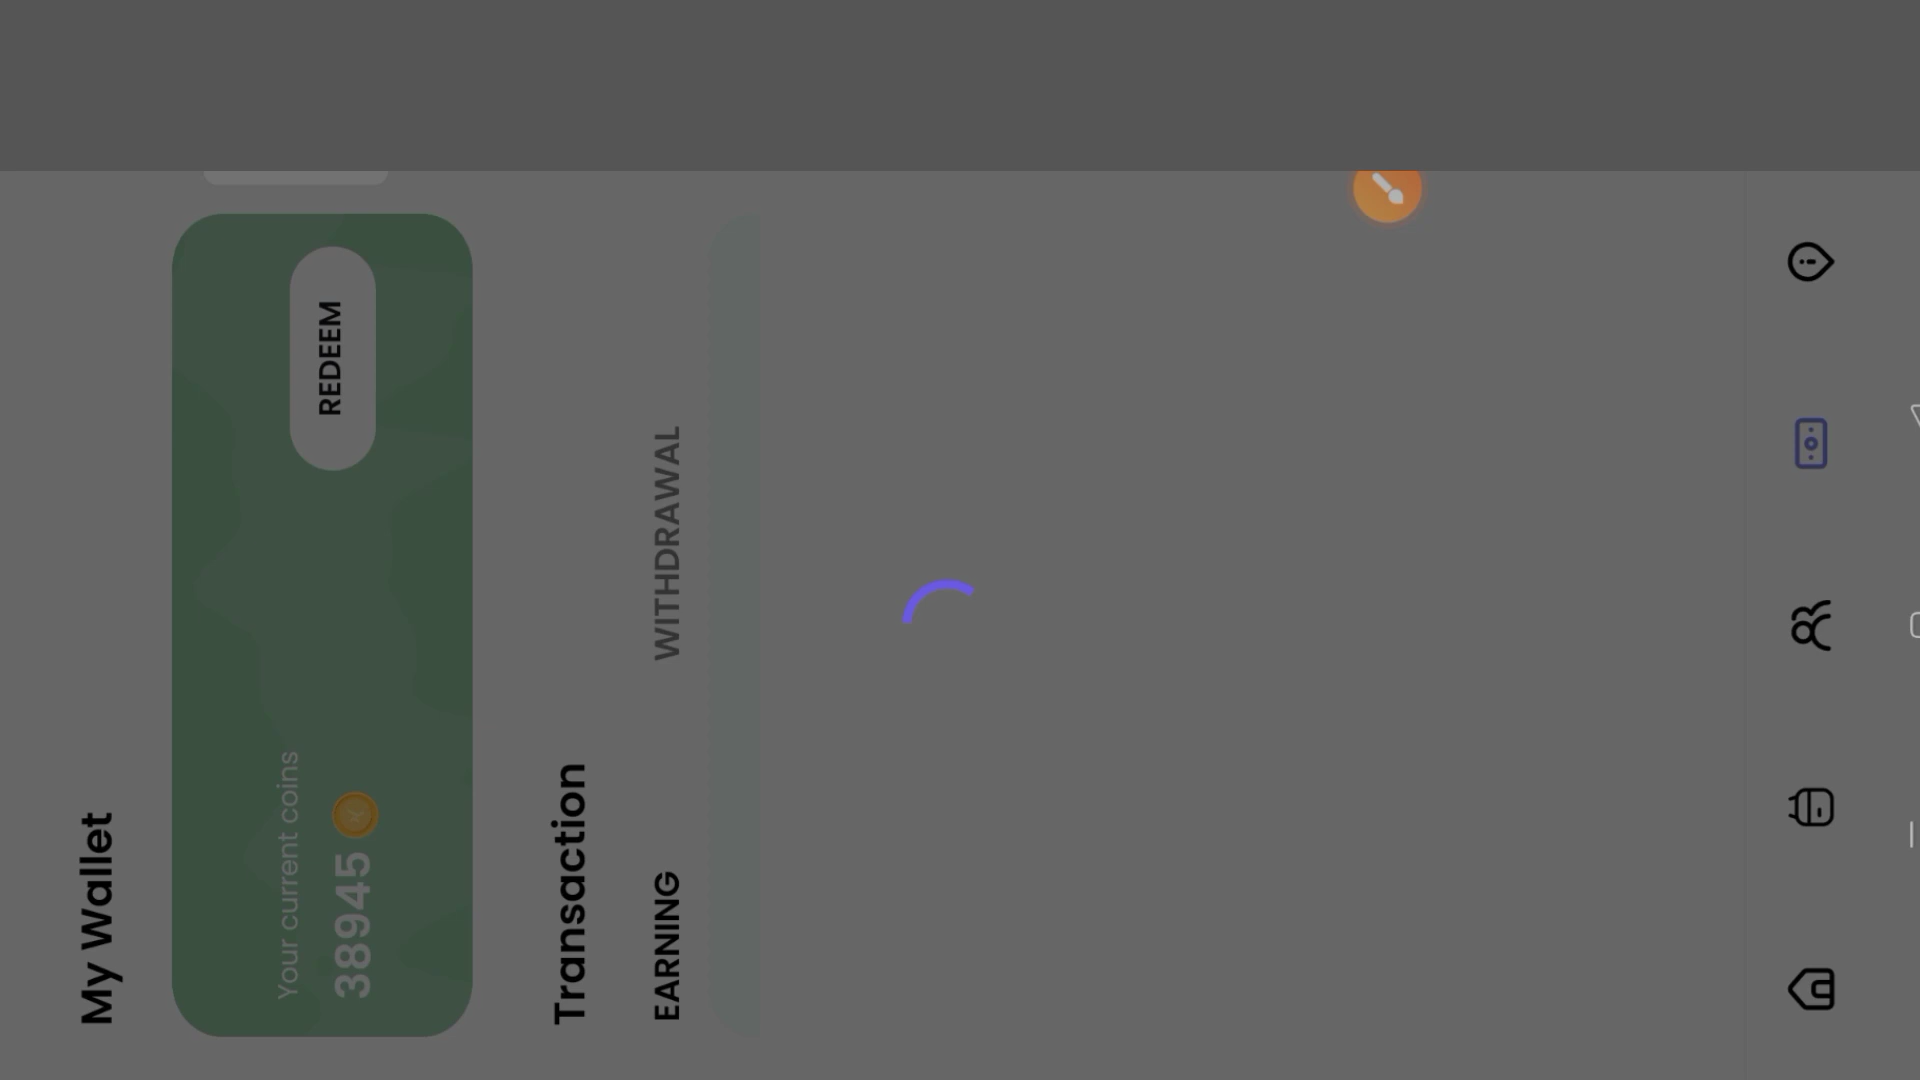 My Wallet
Your current coins
38945
REDEEM
Transaction
EARNING
WITHDRAWAL